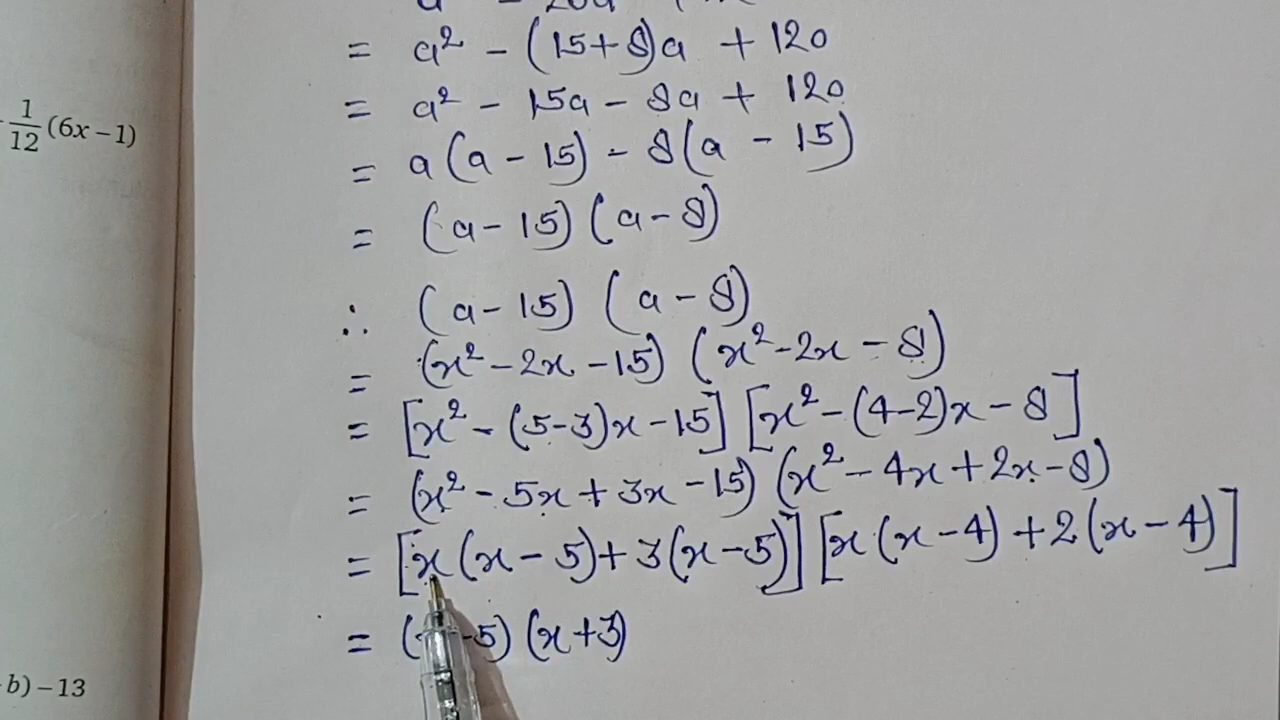 = a² - (15+8)a + 120
= a² - 15a - 8a + 120
= a(a - 15) - 8(a - 15)
= (a - 15)(a - 8)
∴ (a - 15) (a - 8)
= (x² - 2x - 15) (x² - 2x - 8)
= [x² - (5-3)x - 15] [x² - (4-2)x - 8]
= (x² - 5x + 3x - 15) (x² - 4x + 2x - 8)
= [x(x - 5) + 3(x - 5)] [x(x - 4) + 2(x - 4)]
= ( -5) (x+3)
1/12 (6x – 1)
b) – 13